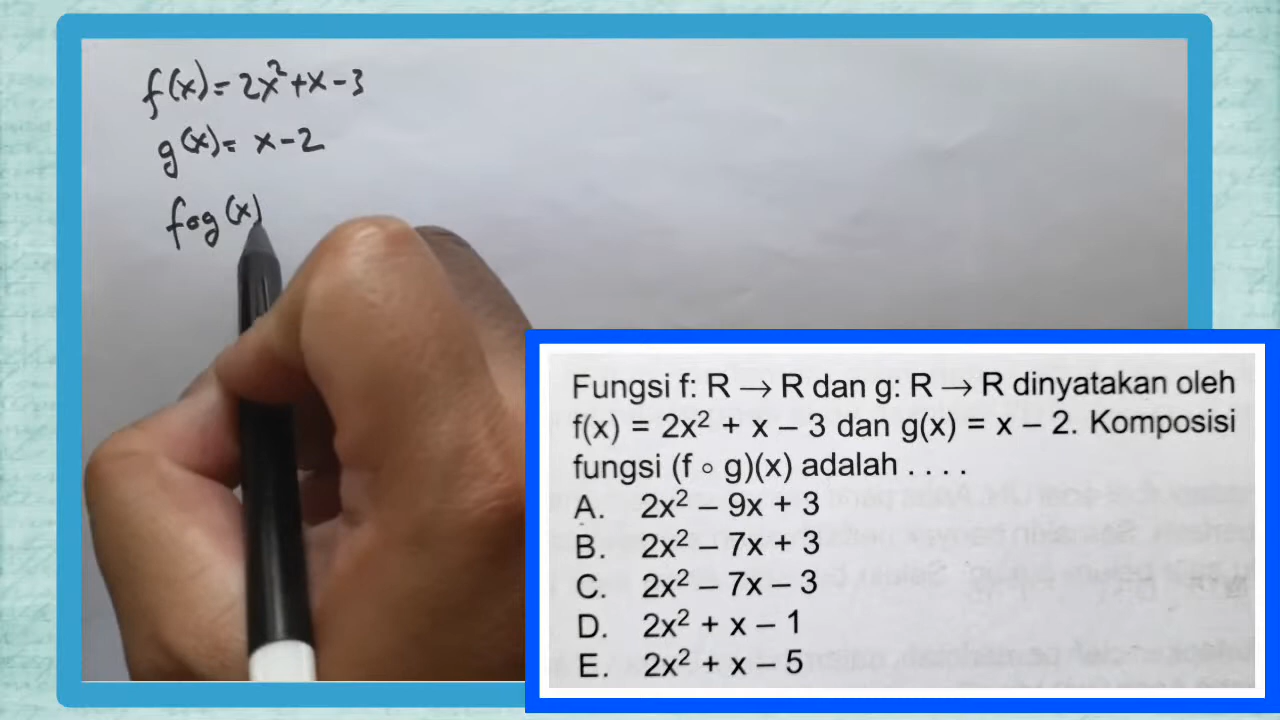 f(x) = 2x² + x - 3
g(x) = x - 2
fog(x)
Fungsi f: R → R dan g: R → R dinyatakan oleh
f(x) = 2x² + x – 3 dan g(x) = x – 2. Komposisi
fungsi (f ∘ g)(x) adalah . . . .
A. 2x² – 9x + 3
B. 2x² – 7x + 3
C. 2x² – 7x – 3
D. 2x² + x – 1
E. 2x² + x – 5